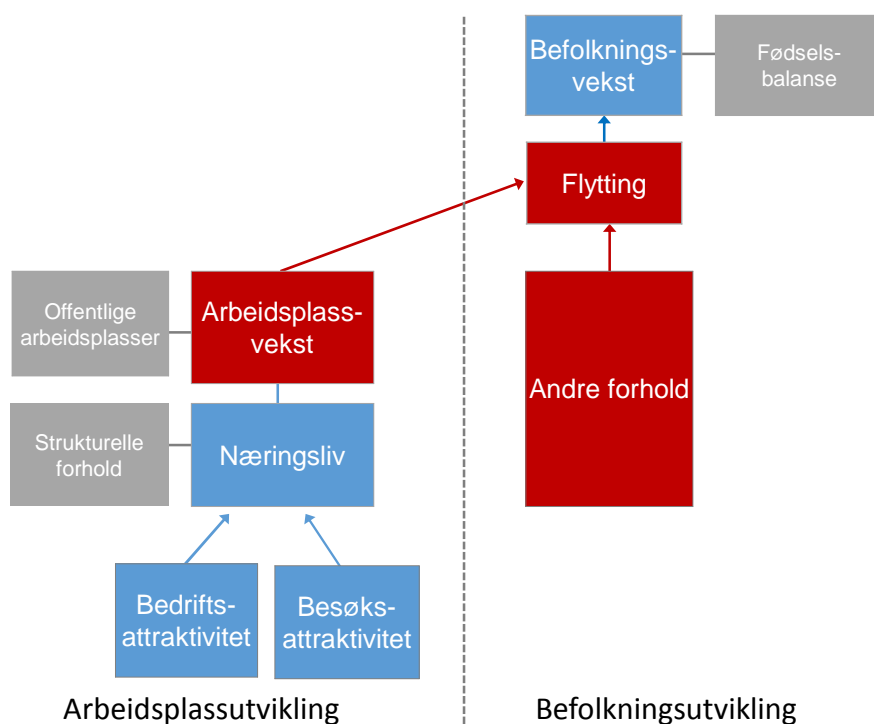 Befolknings-
vekst
Fødsels-
balanse
Flytting
Offentlige
arbeidsplasser
Arbeidsplass-
vekst
Andre forhold
Strukturelle
forhold
Næringsliv
Bedrifts-
attraktivitet
Besøks-
attraktivitet
Arbeidsplassutvikling
Befolkningsutvikling